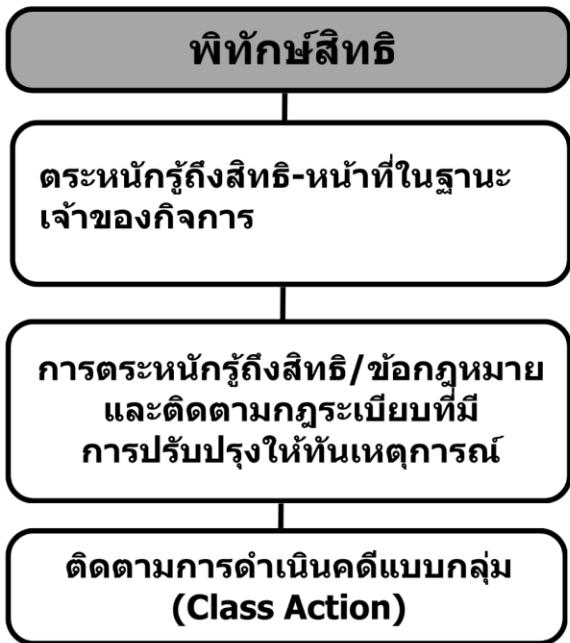 พิทักษ์สิทธิ
ตระหนักรู้ถึงสิทธิ-หน้าที่ในฐานะ
เจ้าของกิจการ
การตระหนักรู้ถึงสิทธิ/ข้อกฎหมาย
และติดตามกฎระเบียบที่มี
การปรับปรุงให้ทันเหตุการณ์
ติดตามการดำเนินคดีแบบกลุ่ม
(Class Action)